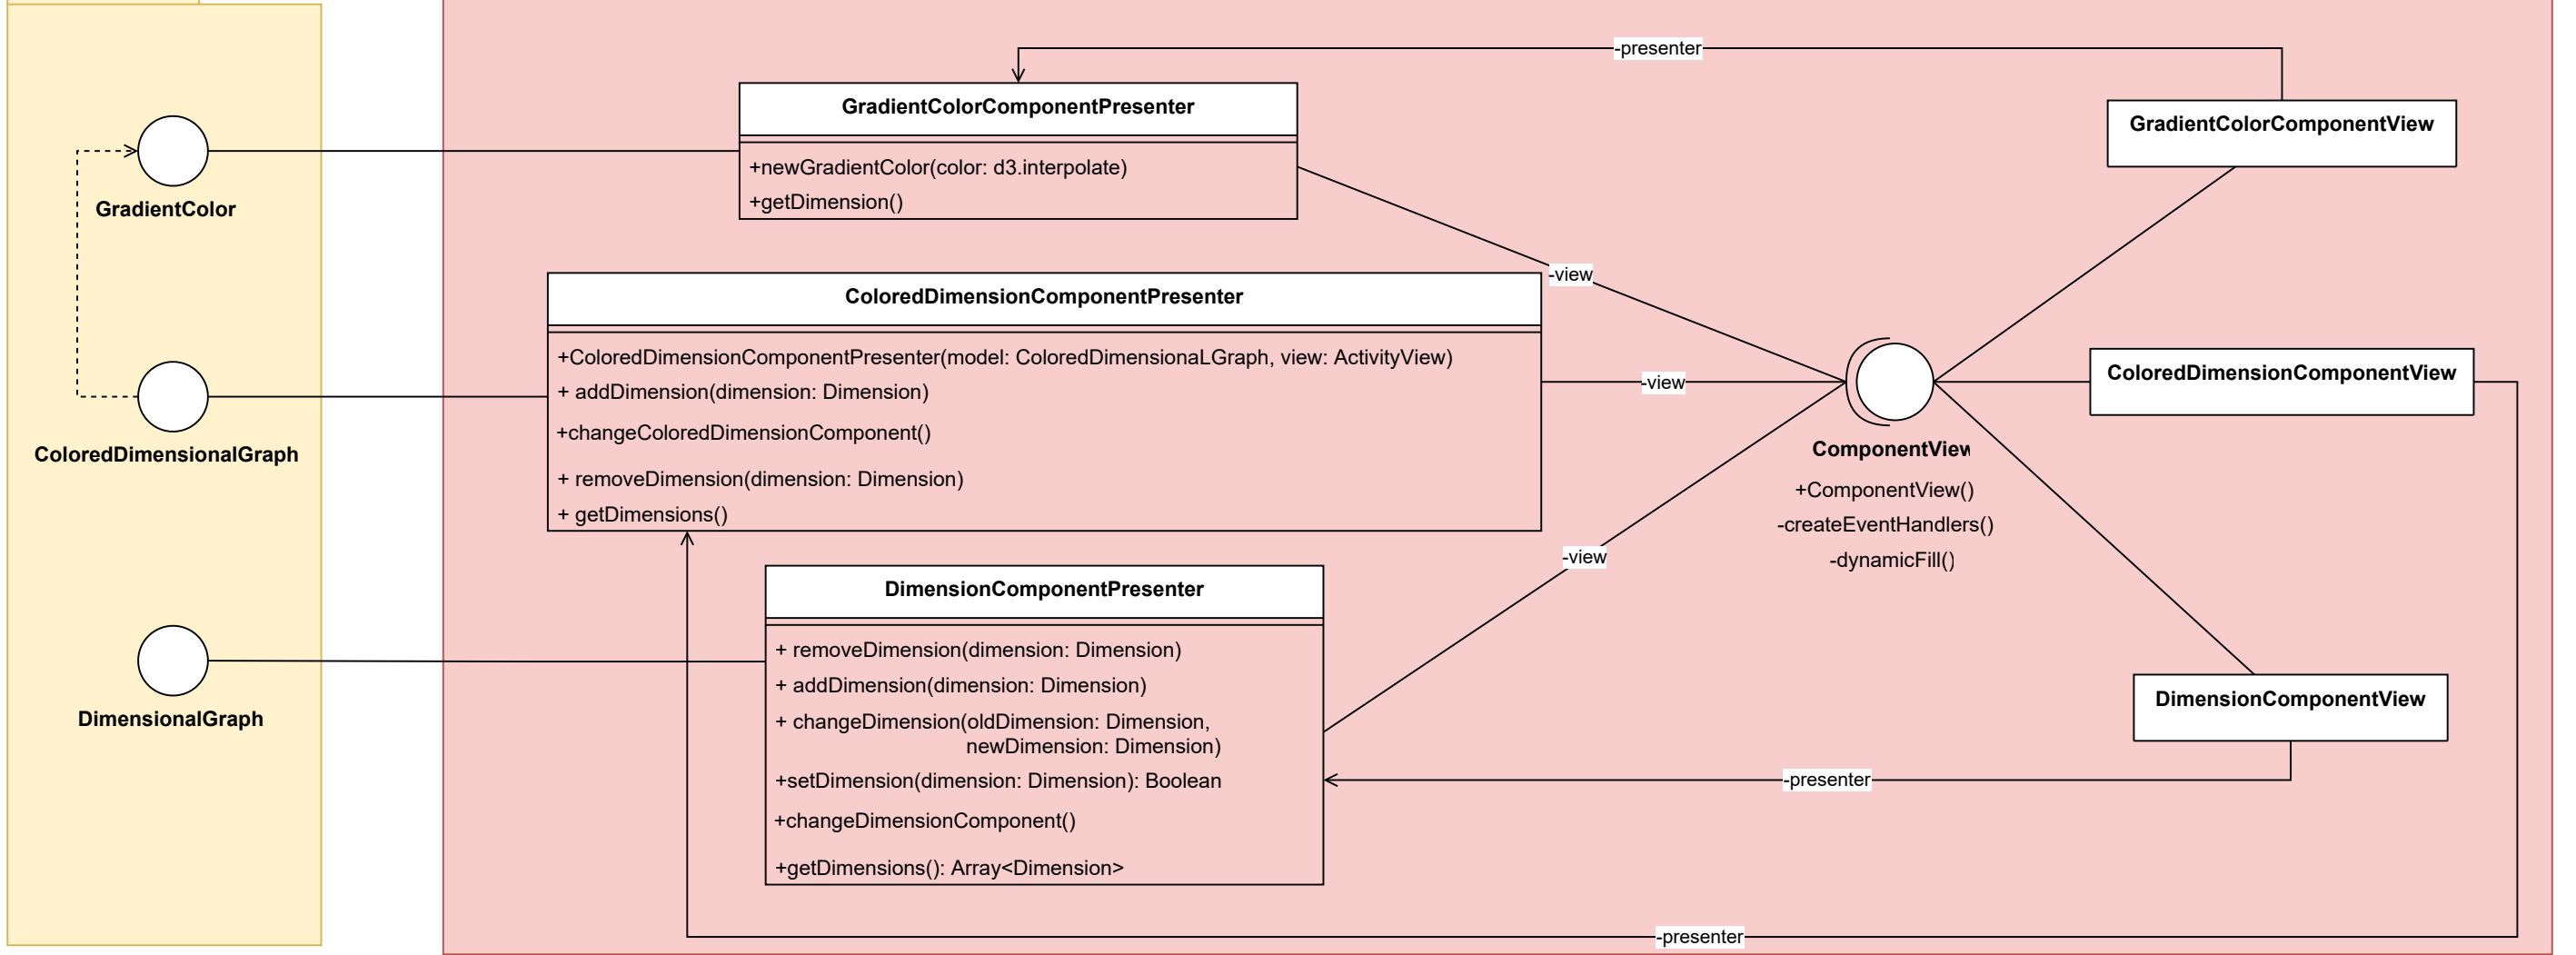 GradientColor
ColoredDimensionalGraph
DimensionalGraph
-presenter
GradientColorComponentPresenter
+newGradientColor(color: d3.interpolate)
+getDimension()
GradientColorComponentView
-view
ColoredDimensionComponentPresenter
+ColoredDimensionComponentPresenter(model: ColoredDimensionaLGraph, view: ActivityView)
+ addDimension(dimension: Dimension)
+changeColoredDimensionComponent()
+ removeDimension(dimension: Dimension)
+ getDimensions()
-view
ColoredDimensionComponentView
ComponentView
+ComponentView()
-createEventHandlers()
-dynamicFill()
-view
DimensionComponentPresenter
+ removeDimension(dimension: Dimension)
+ addDimension(dimension: Dimension)
+ changeDimension(oldDimension: Dimension,
newDimension: Dimension)
+setDimension(dimension: Dimension): Boolean
+changeDimensionComponent()
+getDimensions(): Array<Dimension>
DimensionComponentView
-presenter
-presenter